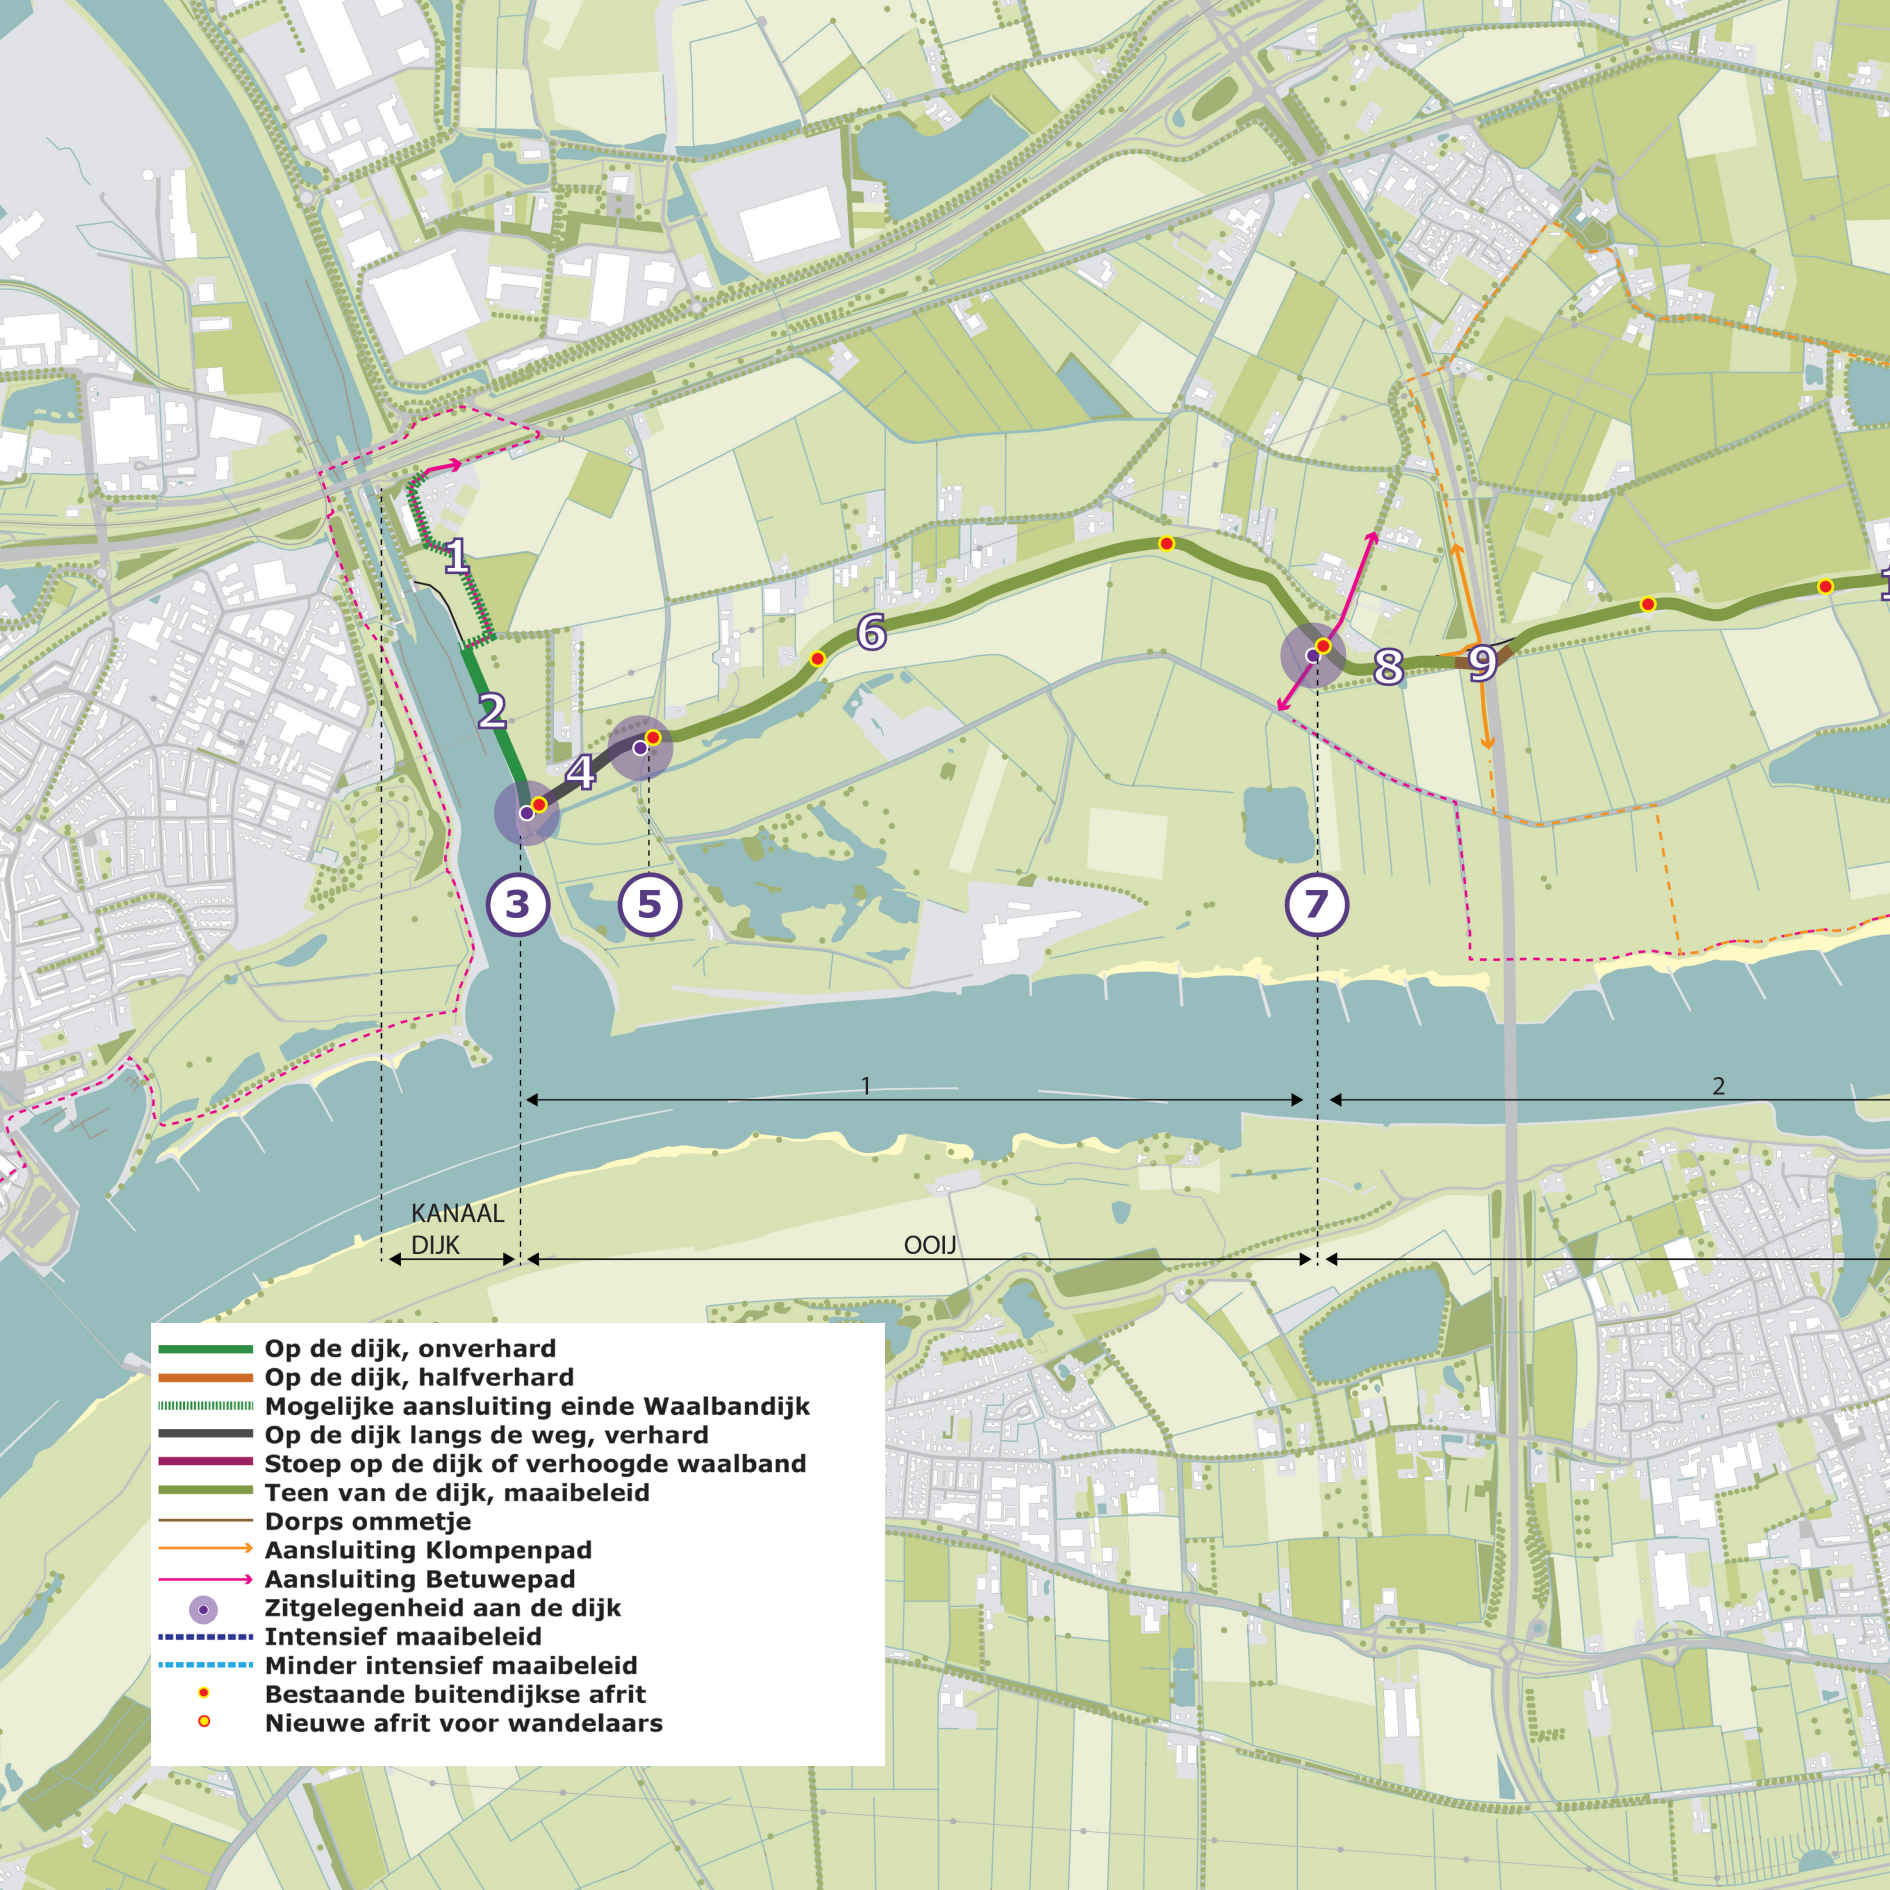 1
2
3
4
5
6
7
8
9
1
1
2
KANAAL
DIJK
OOIJ
Op de dijk, onverhard
Op de dijk, halfverhard
Mogelijke aansluiting einde Waalbandijk
Op de dijk langs de weg, verhard
Stoep op de dijk of verhoogde waalband
Teen van de dijk, maaibeleid
Dorps ommetje
Aansluiting Klompenpad
Aansluiting Betuwepad
Zitgelegenheid aan de dijk
Intensief maaibeleid
Minder intensief maaibeleid
Bestaande buitendijkse afrit
Nieuwe afrit voor wandelaars